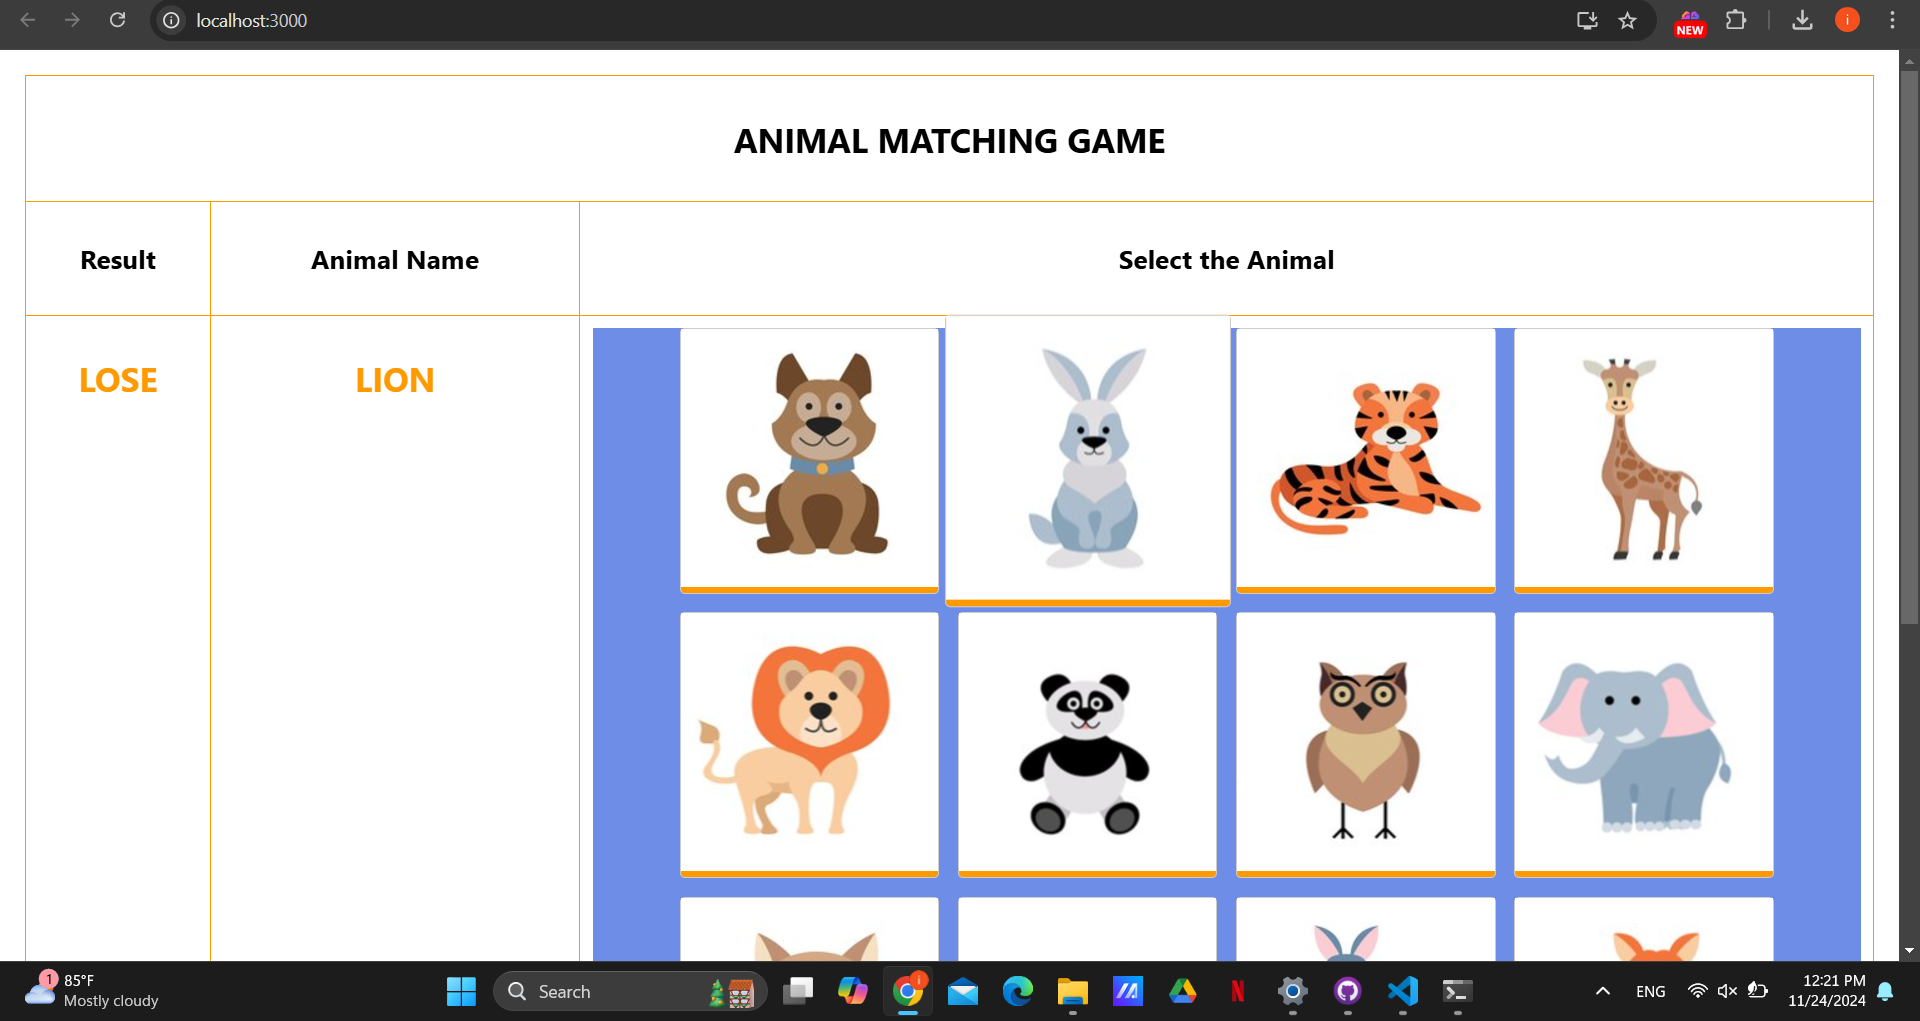 localhost:3000
NEW
i
ANIMAL MATCHING GAME
Result
Animal Name
Select the Animal
LOSE
LION
1
85°F
Mostly cloudy
Search
i
N
ENG
12:21 PM
11/24/2024